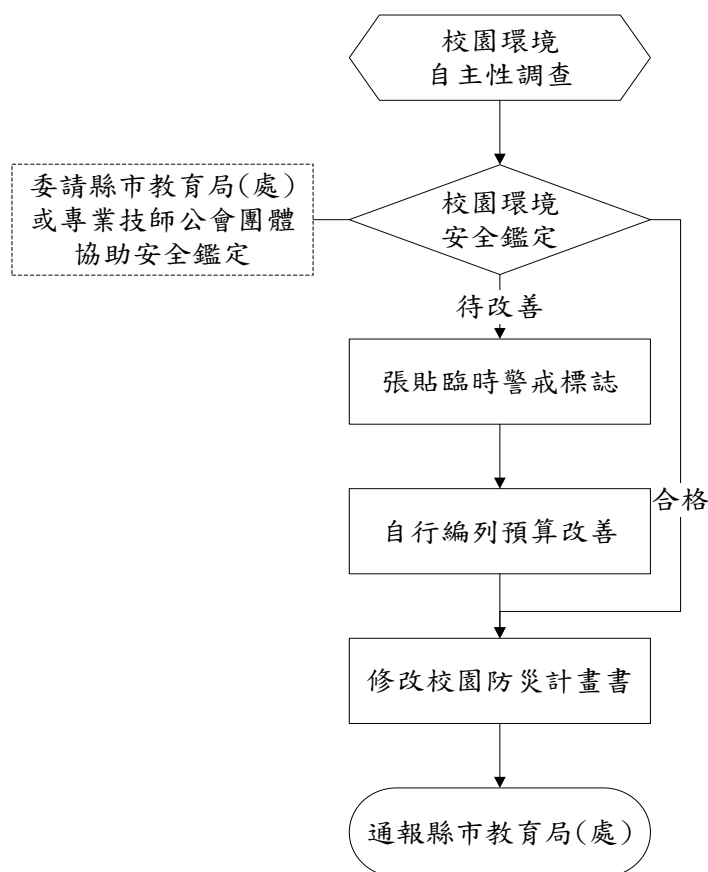 校園環境
自主性調查
委請縣市教育局(處)
或專業技師公會團體
協助安全鑑定
校園環境
安全鑑定
待改善
張貼臨時警戒標誌
合格
自行編列預算改善
修改校園防災計畫書
通報縣市教育局(處)